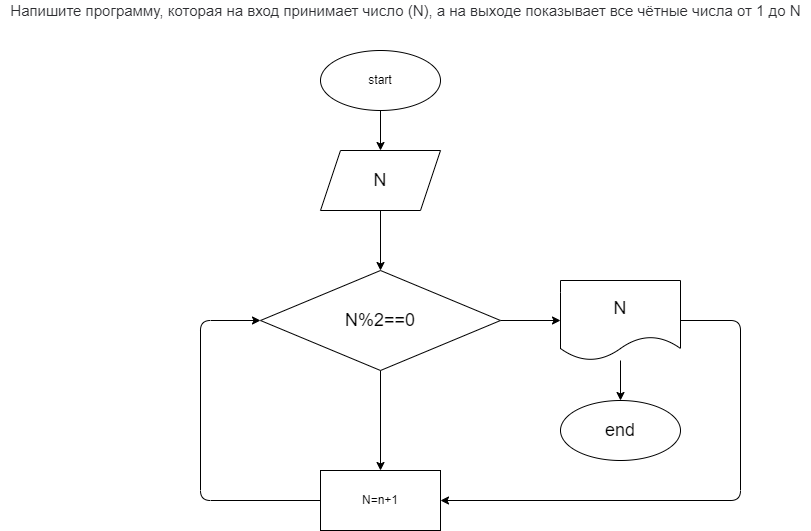 Напишите программу, которая на вход принимает число (N), а на выходе показывает все чётные числа от 1 до N
start
N
N%2==0
N
end
N=n+1